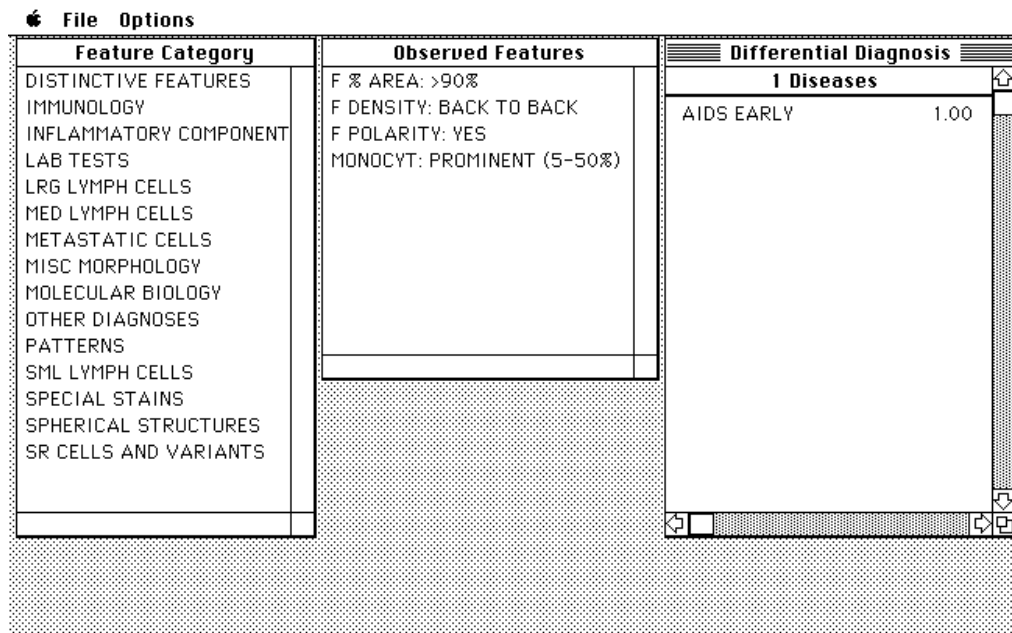 File Options
Feature Category
DISTINCTIVE FEATURES
IMMUNOLOGY
INFLAMMATORY COMPONENT
LAB TESTS
LRG LYMPH CELLS
MED LYMPH CELLS
METASTATIC CELLS
MISC MORPHOLOGY
MOLECULAR BIOLOGY
OTHER DIAGNOSES
PATTERNS
SML LYMPH CELLS
SPECIAL STAINS
SPHERICAL STRUCTURES
SR CELLS AND VARIANTS
Observed Features
F % AREA: >90%
F DENSITY: BACK TO BACK
F POLARITY: YES
MONOCYT: PROMINENT (5-50%)
Differential Diagnosis
1 Diseases
AIDS EARLY 1.00